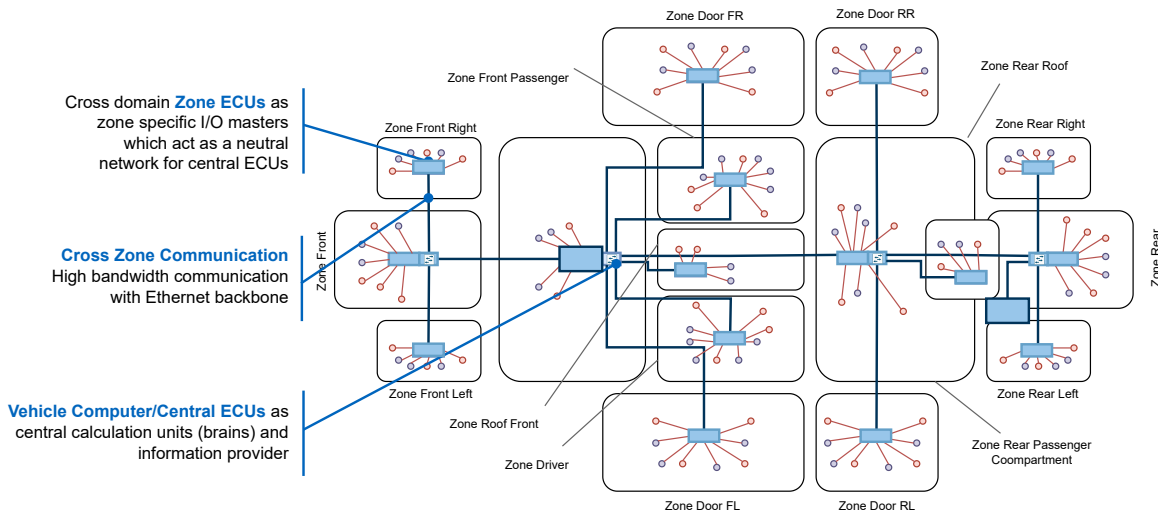 Zone Door FR
Zone Door RR
Zone Front Passenger
Zone Rear Roof
Cross domain Zone ECUs as
zone specific I/O masters
which act as a neutral
network for central ECUs
Zone Front Right
Zone Rear Right
Cross Zone Communication
High bandwidth communication
with Ethernet backbone
Zone Front
Zone Rear
Zone Front Left
Zone Rear Left
Vehicle Computer/Central ECUs as
central calculation units (brains) and
information provider
Zone Roof Front
Zone Driver
Zone Rear Passenger
Coompartment
Zone Door FL
Zone Door RL